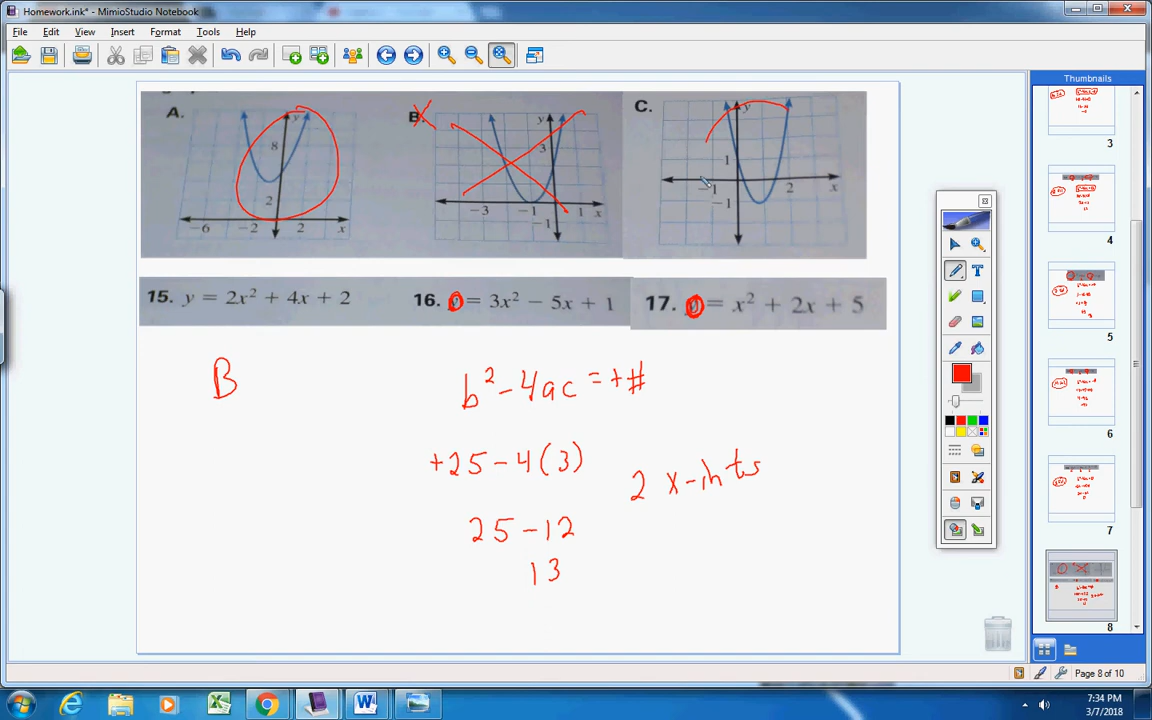 Homework.ink* - MimioStudio Notebook
File Edit View Insert Format Tools Help
Thumbnails
A. y 8 2 -6 -2 2 x
B. y 3 -3 -1 -1 1 x
C. y 1 -1 -1 2 x
15. y = 2x² + 4x + 2
16. y = 3x² - 5x + 1
17. y = x² + 2x + 5
B
b² - 4ac = + #
+25 - 4(3)
2 x-ints
25 - 12
13
3
4
5
6
7
8
Page 8 of 10
7:34 PM
3/7/2018